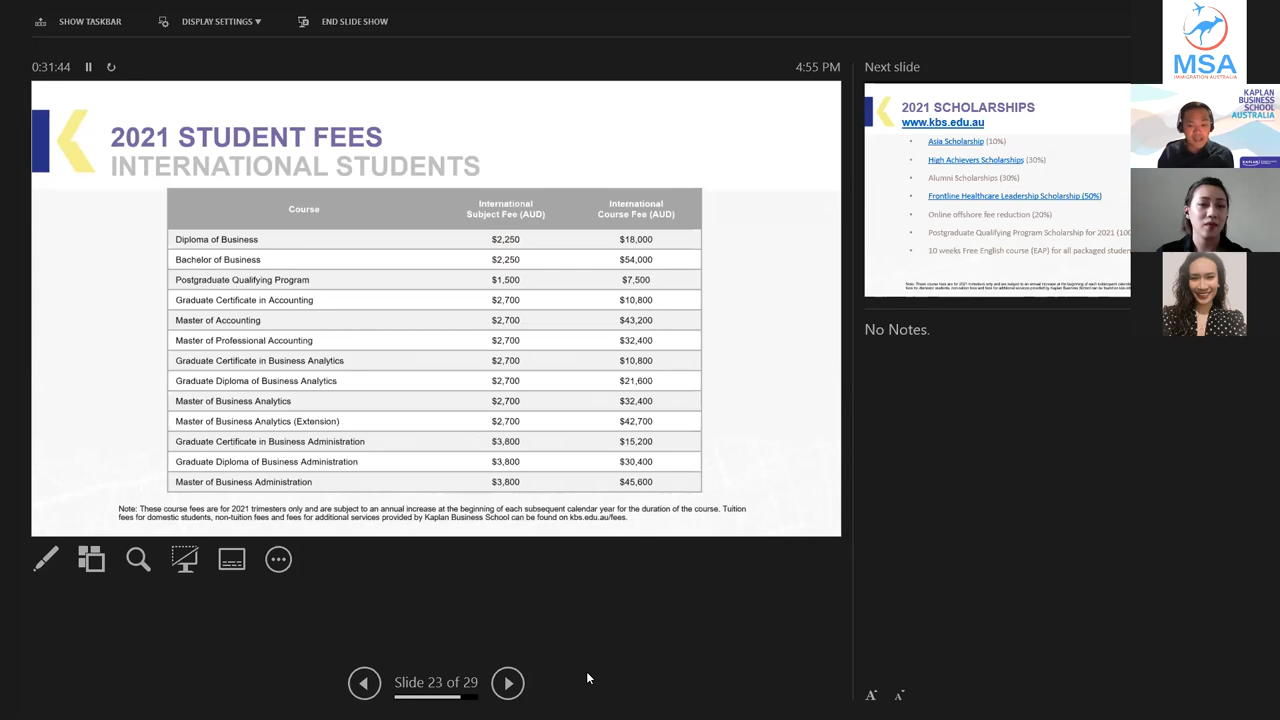 SHOW TASKBAR
DISPLAY SETTINGS ▼
END SLIDE SHOW
0:31:44
4:55 PM
2021 STUDENT FEES
INTERNATIONAL STUDENTS
Course International Subject Fee (AUD) International Course Fee (AUD)
Diploma of Business $2,250 $18,000
Bachelor of Business $2,250 $54,000
Postgraduate Qualifying Program $1,500 $7,500
Graduate Certificate in Accounting $2,700 $10,800
Master of Accounting $2,700 $43,200
Master of Professional Accounting $2,700 $32,400
Graduate Certificate in Business Analytics $2,700 $10,800
Graduate Diploma of Business Analytics $2,700 $21,600
Master of Business Analytics $2,700 $32,400
Master of Business Analytics (Extension) $2,700 $42,700
Graduate Certificate in Business Administration $3,800 $15,200
Graduate Diploma of Business Administration $3,800 $30,400
Master of Business Administration $3,800 $45,600
Note: These course fees are for 2021 trimesters only and are subject to an annual increase at the beginning of each subsequent calendar year for the duration of the course. Tuition
fees for domestic students, non-tuition fees and fees for additional services provided by Kaplan Business School can be found on kbs.edu.au/fees.
Slide 23 of 29
Next slide
2021 SCHOLARSHIPS
www.kbs.edu.au
• Asia Scholarship (10%)
• High Achievers Scholarships (30%)
• Alumni Scholarships (30%)
• Frontline Healthcare Leadership Scholarship (50%)
• Online offshore fee reduction (20%)
• Postgraduate Qualifying Program Scholarship for 2021 (100
• 10 weeks Free English course (EAP) for all packaged studen
No Notes.
MSA
IMMIGRATION AUSTRALIA
KAPLAN
BUSINESS
SCHOOL
AUSTRALIA